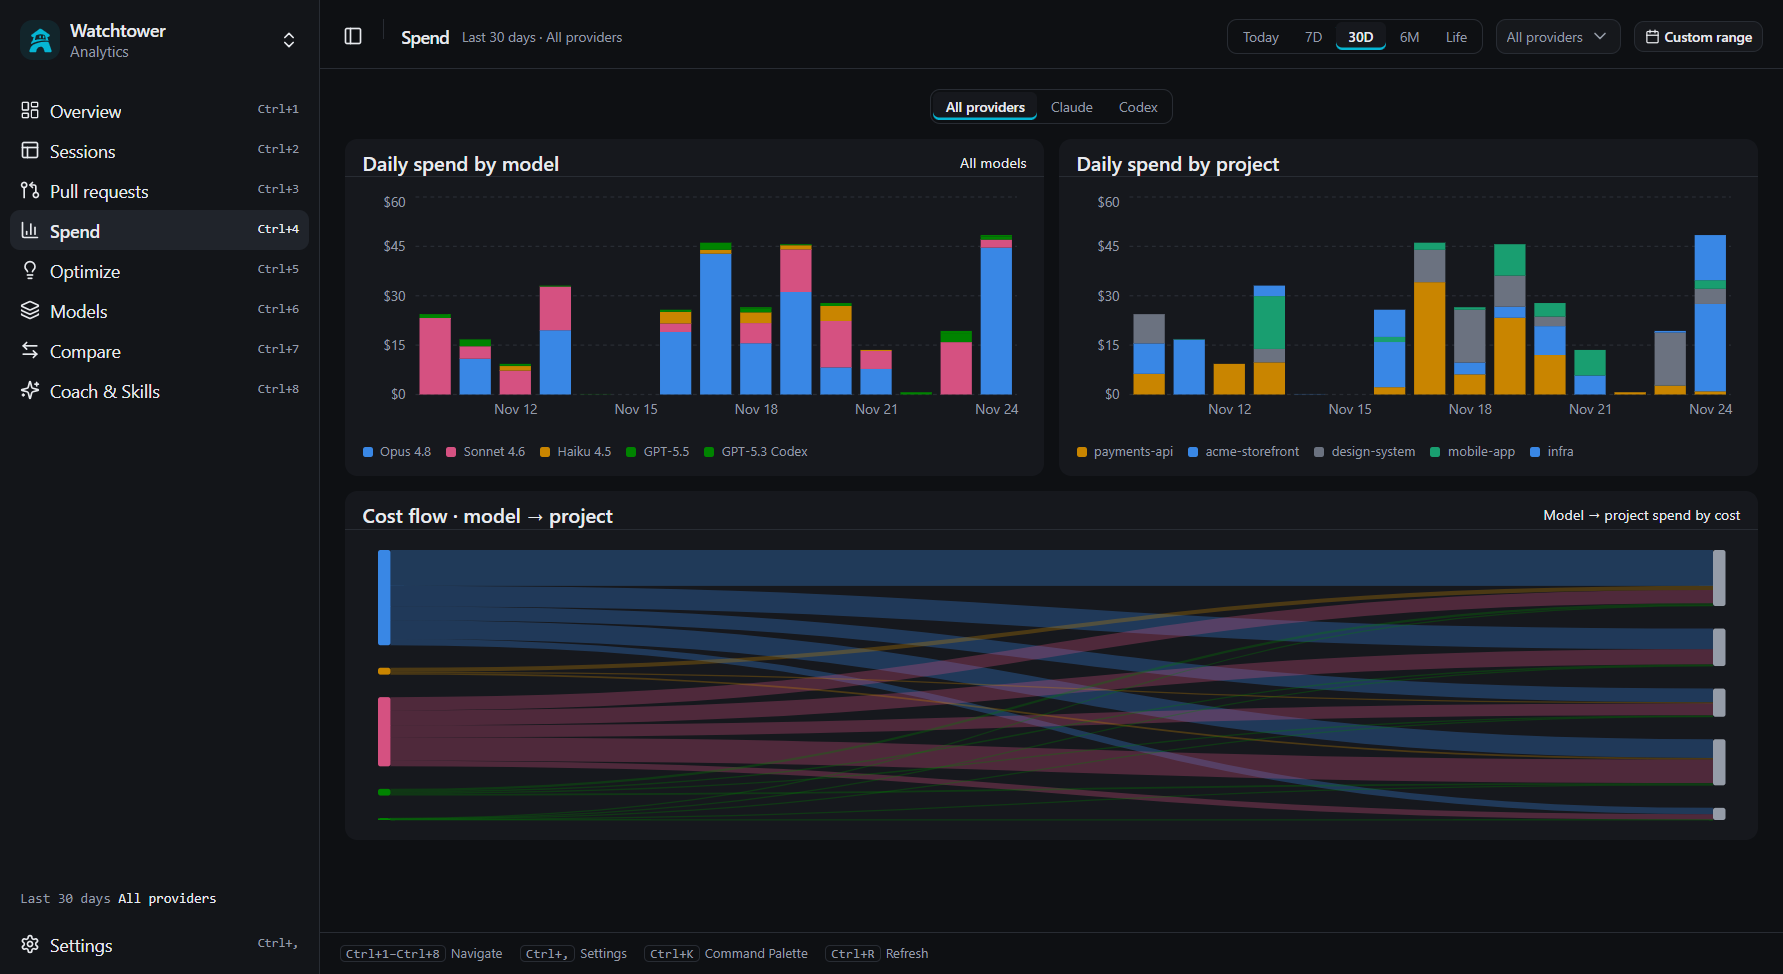 Watchtower
Analytics
Overview Ctrl+1
Sessions Ctrl+2
Pull requests Ctrl+3
Spend Ctrl+4
Optimize Ctrl+5
Models Ctrl+6
Compare Ctrl+7
Coach & Skills Ctrl+8
Last 30 days All providers
Settings Ctrl+,
Spend Last 30 days · All providers
Today 7D 30D 6M Life
All providers
Custom range
All providers Claude Codex
Daily spend by model All models
$60
$45
$30
$15
$0
Nov 12 Nov 15 Nov 18 Nov 21 Nov 24
Opus 4.8 Sonnet 4.6 Haiku 4.5 GPT-5.5 GPT-5.3 Codex
Daily spend by project
$60
$45
$30
$15
$0
Nov 12 Nov 15 Nov 18 Nov 21 Nov 24
payments-api acme-storefront design-system mobile-app infra
Cost flow · model → project Model → project spend by cost
Ctrl+1–Ctrl+8 Navigate Ctrl+, Settings Ctrl+K Command Palette Ctrl+R Refresh